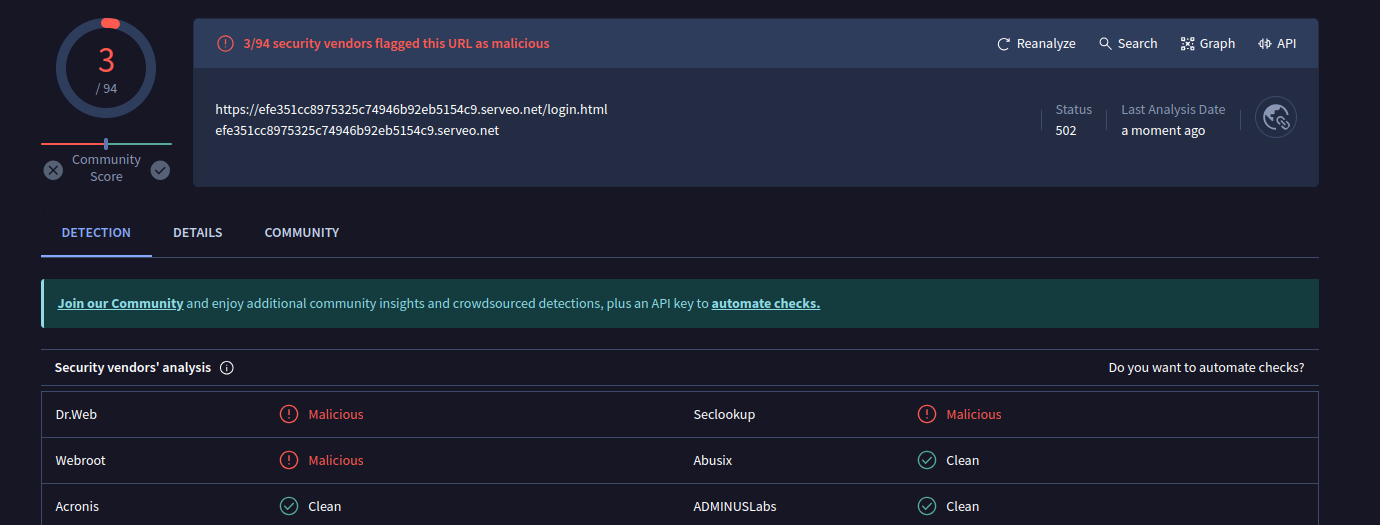 3
/ 94
Community
Score
3/94 security vendors flagged this URL as malicious
Reanalyze
Search
Graph
API
https://efe351cc8975325c74946b92eb5154c9.serveo.net/login.html
efe351cc8975325c74946b92eb5154c9.serveo.net
Status
502
Last Analysis Date
a moment ago
DETECTION
DETAILS
COMMUNITY
Join our Community and enjoy additional community insights and crowdsourced detections, plus an API key to automate checks.
Security vendors' analysis
Do you want to automate checks?
Dr.Web
Malicious
Seclookup
Malicious
Webroot
Malicious
Abusix
Clean
Acronis
Clean
ADMINUSLabs
Clean